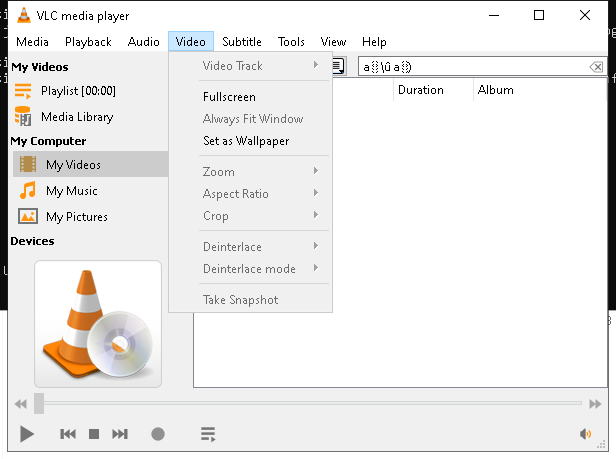 VLC media player
Media Playback Audio Video Subtitle Tools View Help
My Videos
Playlist [00:00]
Media Library
My Computer
My Videos
My Music
My Pictures
Devices
Video Track
Fullscreen
Always Fit Window
Set as Wallpaper
Zoom
Aspect Ratio
Crop
Deinterlace
Deinterlace mode
Take Snapshot
Duration Album